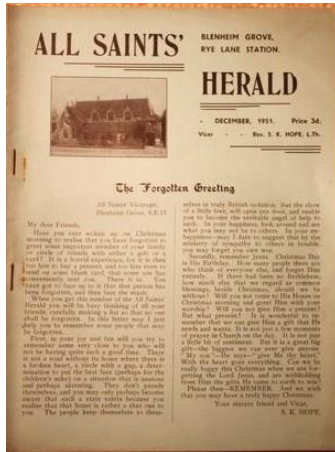 ALL SAINTS'
BLENHEIM GROVE,
RYE LANE STATION.
HERALD
- DECEMBER, 1951. Price 3d.
Vicar - - Rev. S. K. HOPE, L.Th.
The Forgotten Greeting
All Saints' Vicarage,
Blenheim Grove, S.E.15
My dear Friends,
Have you ever woken up on Christmas
morning to realise that you have forgotten to
greet some important member of your family
or circle of friends with either a gift or a
card? It is a horrid experience, for it is then
too late to buy a present, and too late even to
send on some blank card, that some one has
conveniently sent you. There it is. You
have got to face up to it that that person has
been forgotten, and they face the music!
When you get this number of the All Saints'
Herald you will be busy thinking of all your
friends, carefully making a list so that no one
shall be forgotten. In this letter may I just
help you to remember some people that may
be forgotten.
First, in your joy and fun will you try to
remember some very close to you who will
not be having quite such a good time. There
is not a road without its home where there is
a broken heart, a circle with a gap, a deter-
mination to put the best face (perhaps for the
children's sake) on a situation that is anxious
and perhaps alarming. They don't parade
themselves, and you may only perhaps become
aware that such a state exists because you
realise that that home is rather a shut one to
you. The people keep themselves to them-
selves in truly British isolation. But the clow
of a little love, will open any door, and enable
you to become the veritable angel of help to
such. In your happiness, look around and see
what you may not be to others. In your un-
happiness may I dare to suggest that by the
ministry of sympathy to others in trouble,
you may forget you own woe.
Secondly, remember Jesus. Christmas Day
is His Birthday. How many people there are
who think of everyone else, and forget Him
entirely. If there had been no Bethlehem,
how much else that we regard as common
blessings, beside Christmas, should we be
without! Will you not come to His House on
Christmas morning and greet Him with your
worship? Will you not give Him a present?
But what present? It is wonderful to re-
member that we can give Him a gift that He
needs and wants. It is not just a few moments
of prayer at Church on the day. It is not just
a little bit of sentiment. But it is a great big
gift—the biggest we can ever give anyone.
"My son"—He says—"give Me thy heart".
With the heart goes everything. Can we be
really happy this Christmas when we are for-
getting the Lord Jesus, and are withholding
from Him the gifts He came to earth to win?
Please then—REMEMBER. And we wish
that you may have a truly happy Christmas.
Your sincere friend and Vicar,
S. K. HOPE.